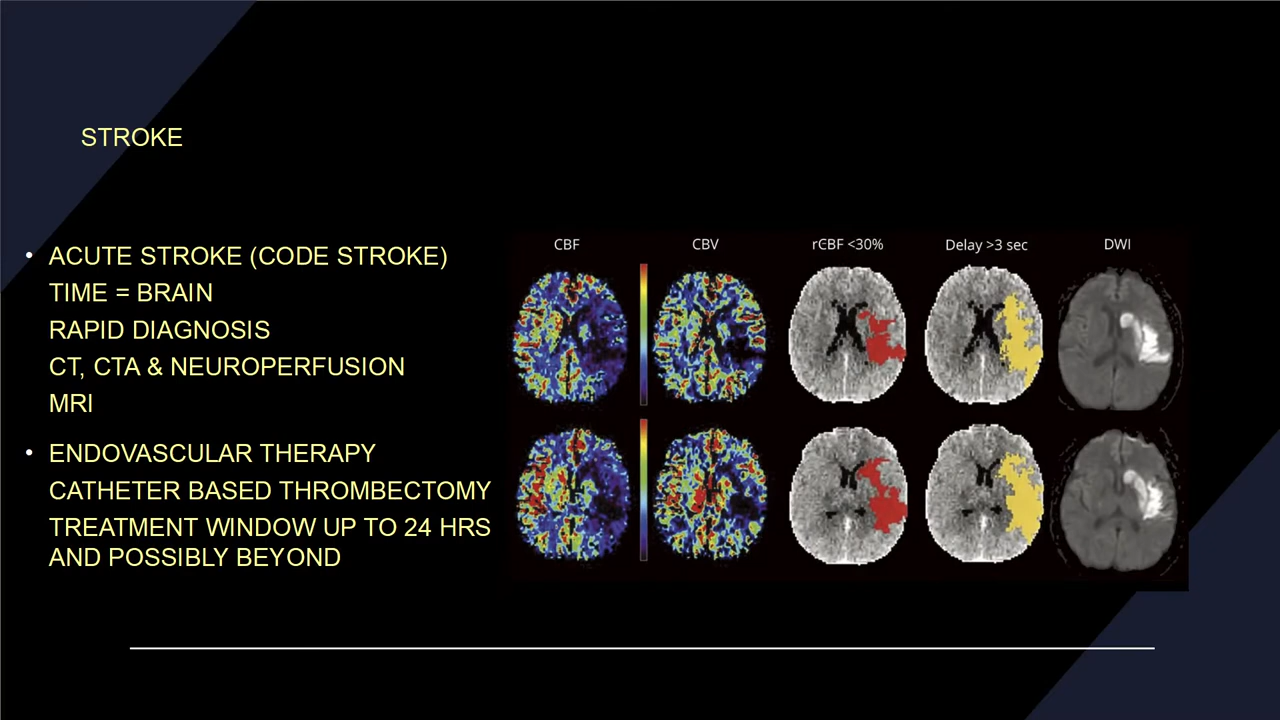 STROKE
• ACUTE STROKE (CODE STROKE)
TIME = BRAIN
RAPID DIAGNOSIS
CT, CTA & NEUROPERFUSION
MRI
• ENDOVASCULAR THERAPY
CATHETER BASED THROMBECTOMY
TREATMENT WINDOW UP TO 24 HRS
AND POSSIBLY BEYOND
CBF CBV rCBF <30% Delay >3 sec DWI